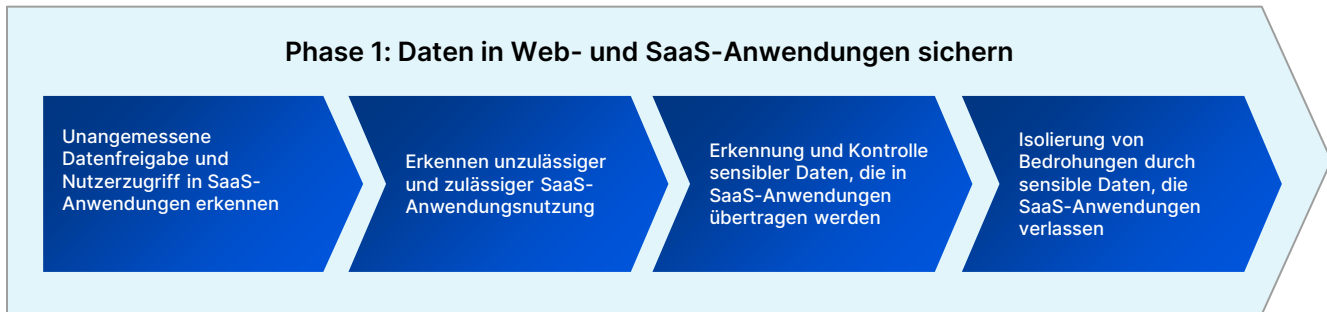 Phase 1: Daten in Web- und SaaS-Anwendungen sichern
Unangemessene
Datenfreigabe und
Nutzerzugriff in SaaS-
Anwendungen erkennen
Erkennen unzulässiger
und zulässiger SaaS-
Anwendungsnutzung
Erkennung und Kontrolle
sensibler Daten, die in
SaaS-Anwendungen
übertragen werden
Isolierung von
Bedrohungen durch
sensible Daten, die
SaaS-Anwendungen
verlassen